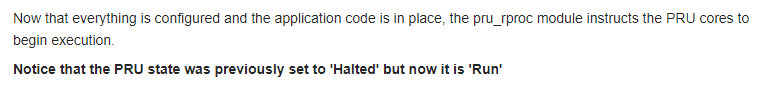 Now that everything is configured and the application code is in place, the pru_rproc module instructs the PRU cores to
begin execution.
Notice that the PRU state was previously set to 'Halted' but now it is 'Run'